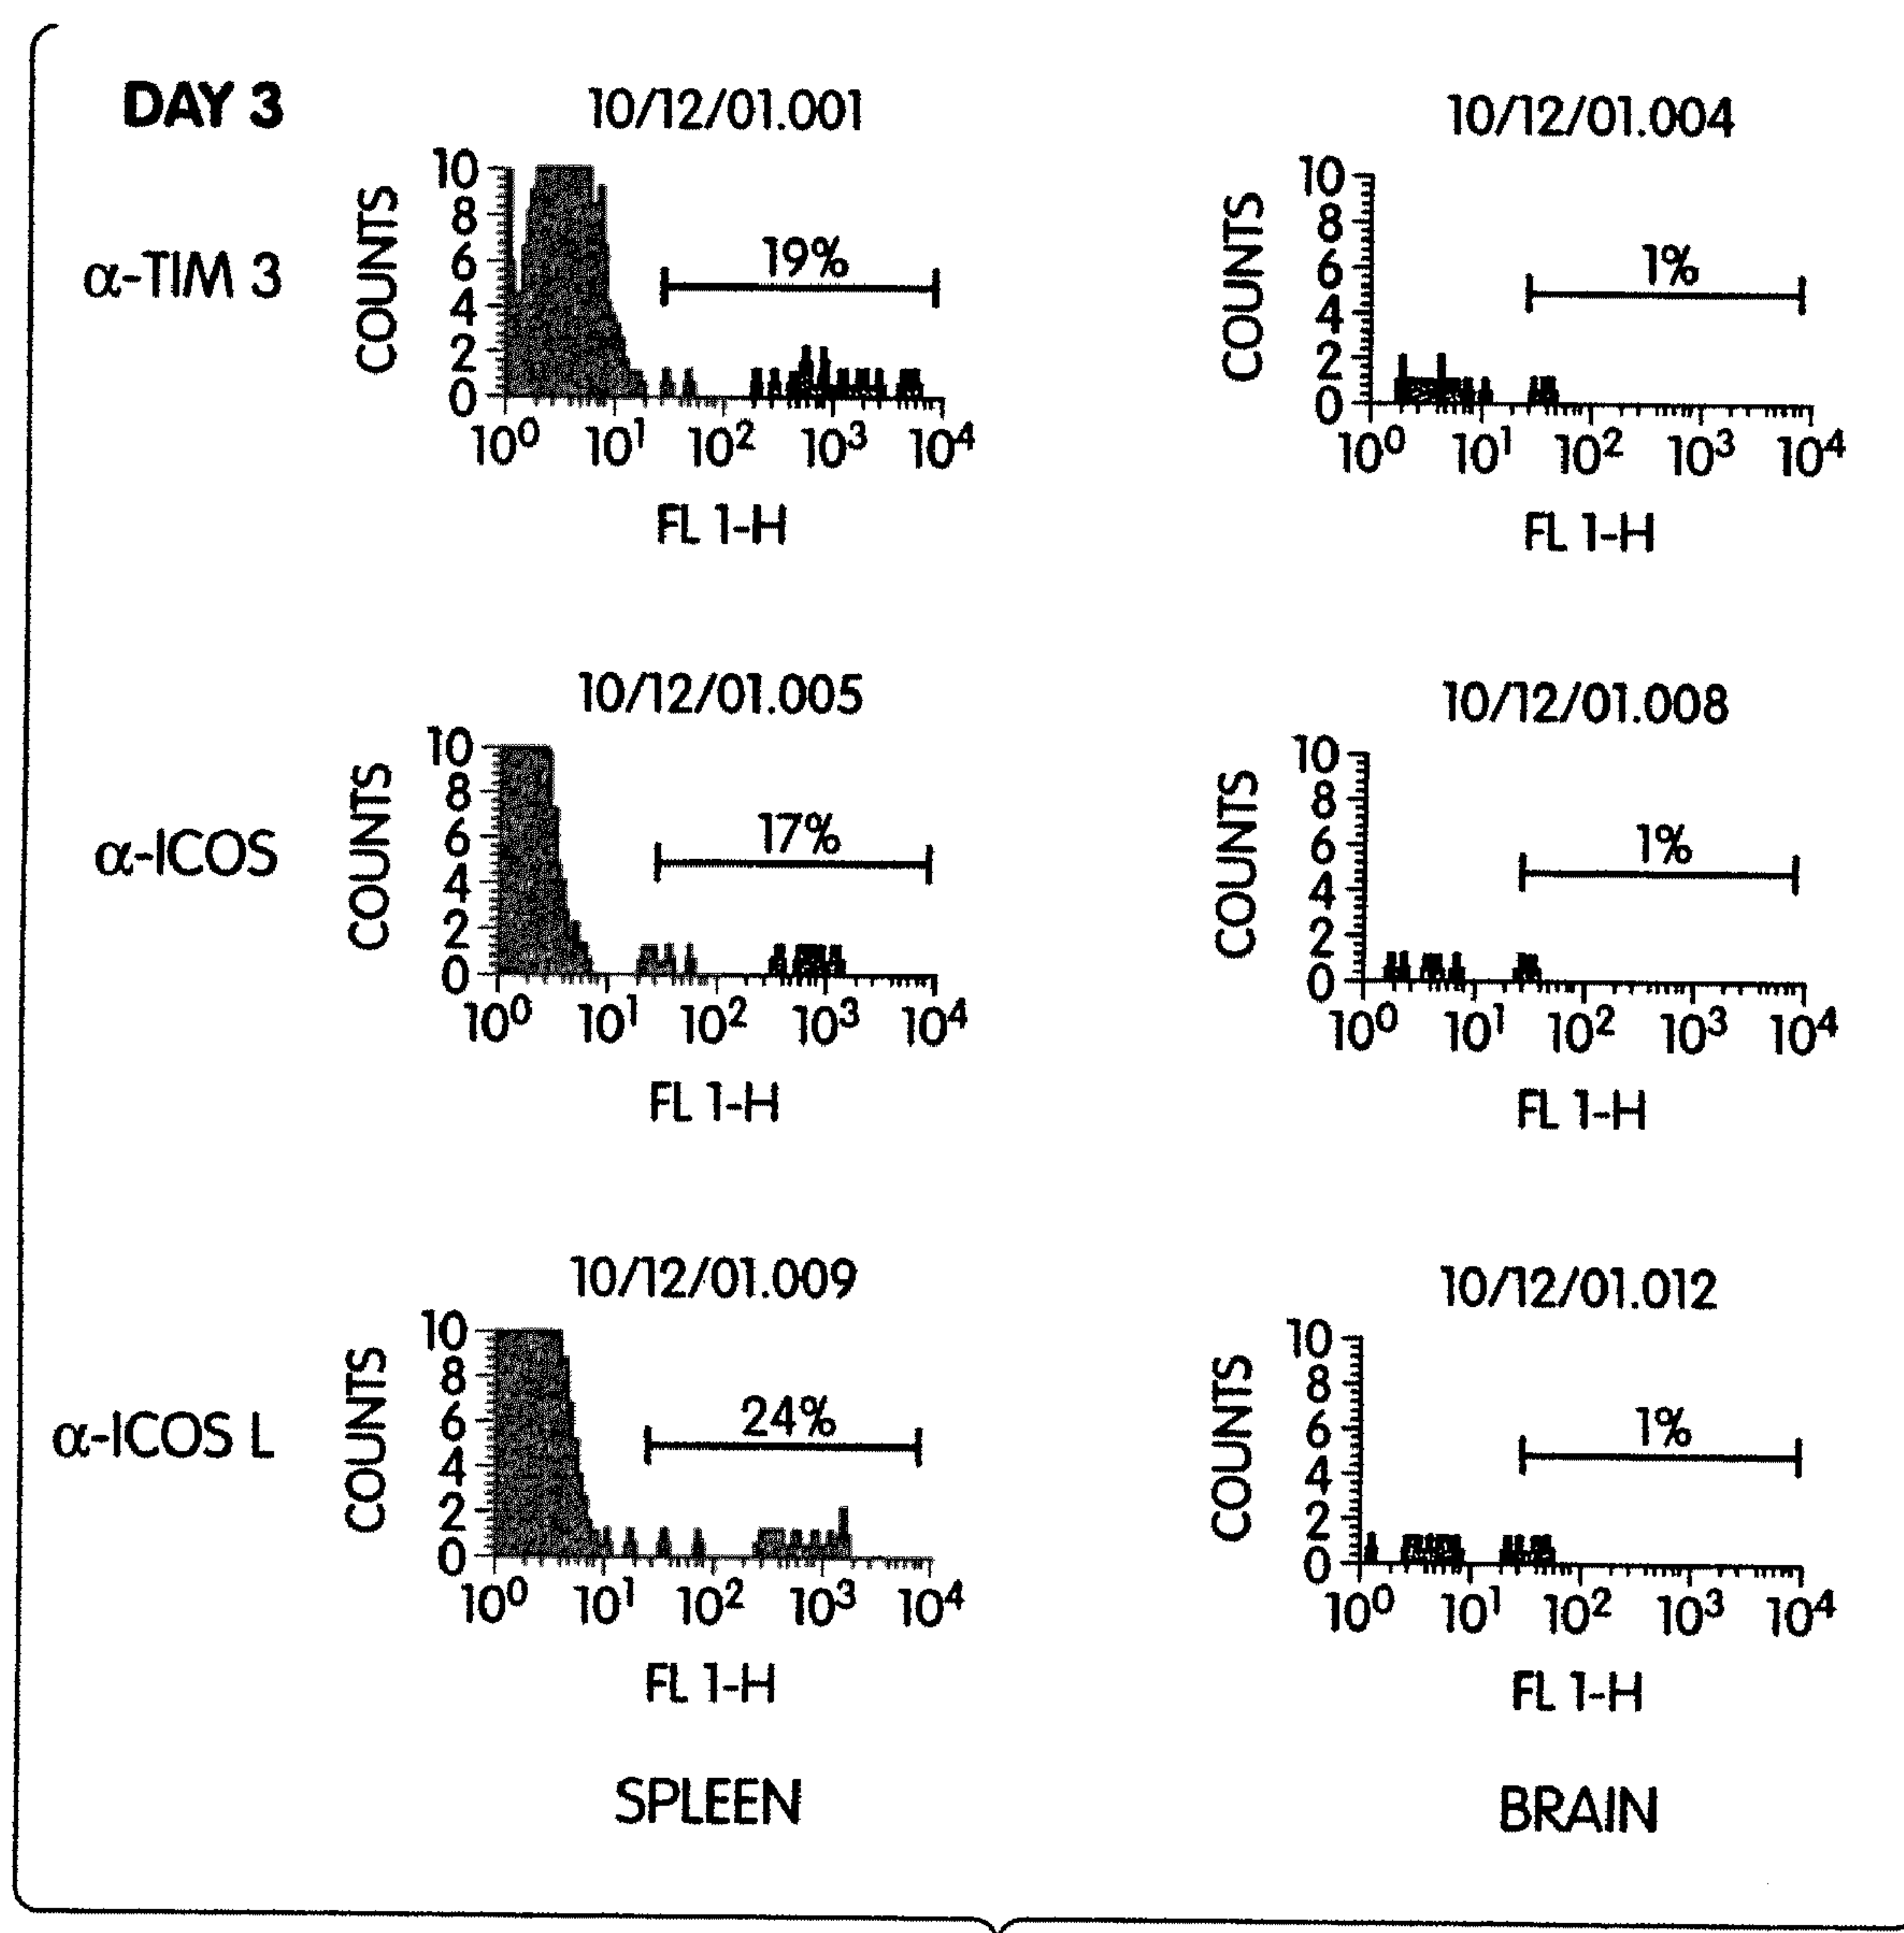 DAY 3
10/12/01.001
10/12/01.004
α-TIM 3
COUNTS
10
8
6
4
2
0
19%
10⁰ 10¹ 10² 10³ 10⁴
FL 1-H
COUNTS
10
8
6
4
2
0
1%
10⁰ 10¹ 10² 10³ 10⁴
FL 1-H
10/12/01.005
10/12/01.008
α-ICOS
COUNTS
10
8
6
4
2
0
17%
10⁰ 10¹ 10² 10³ 10⁴
FL 1-H
COUNTS
10
8
6
4
2
0
1%
10⁰ 10¹ 10² 10³ 10⁴
FL 1-H
10/12/01.009
10/12/01.012
α-ICOS L
COUNTS
10
8
6
4
2
0
24%
10⁰ 10¹ 10² 10³ 10⁴
FL 1-H
COUNTS
10
8
6
4
2
0
1%
10⁰ 10¹ 10² 10³ 10⁴
FL 1-H
SPLEEN
BRAIN